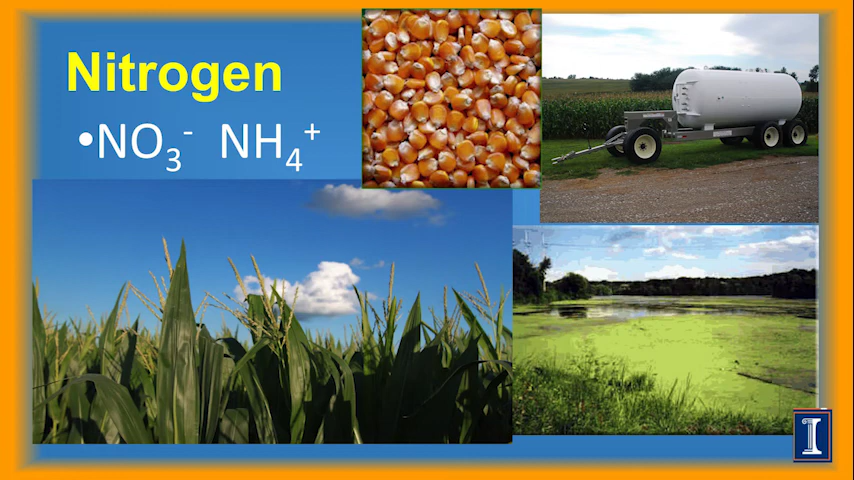 Nitrogen
•NO₃⁻ NH₄⁺
I